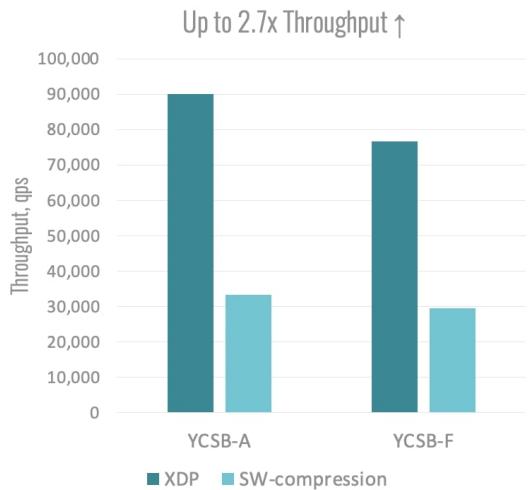 Up to 2.7x Throughput ↑
100,000
90,000
80,000
70,000
60,000
50,000
40,000
30,000
20,000
10,000
0
Throughput, qps
YCSB-A YCSB-F
XDP SW-compression